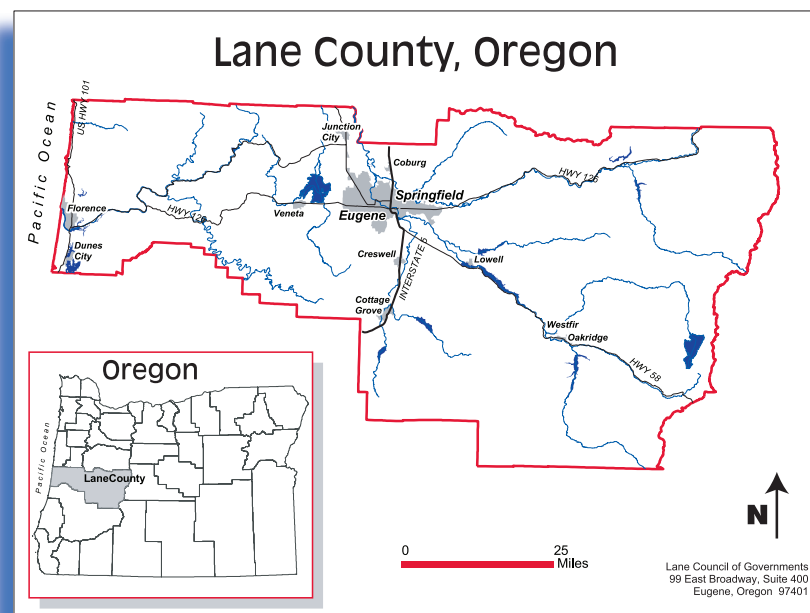 Lane County, Oregon
Pacific Ocean
US HWY 101
Junction
City
Coburg
HWY 126
Springfield
Florence
HWY 126
Veneta
Eugene
Dunes
City
Creswell
INTERSTATE 5
Lowell
Cottage
Grove
Westfir
Oakridge
HWY 58
Oregon
Pacific Ocean
LaneCounty
N
0
25
Miles
Lane Council of Governments
99 East Broadway, Suite 400
Eugene, Oregon 97401